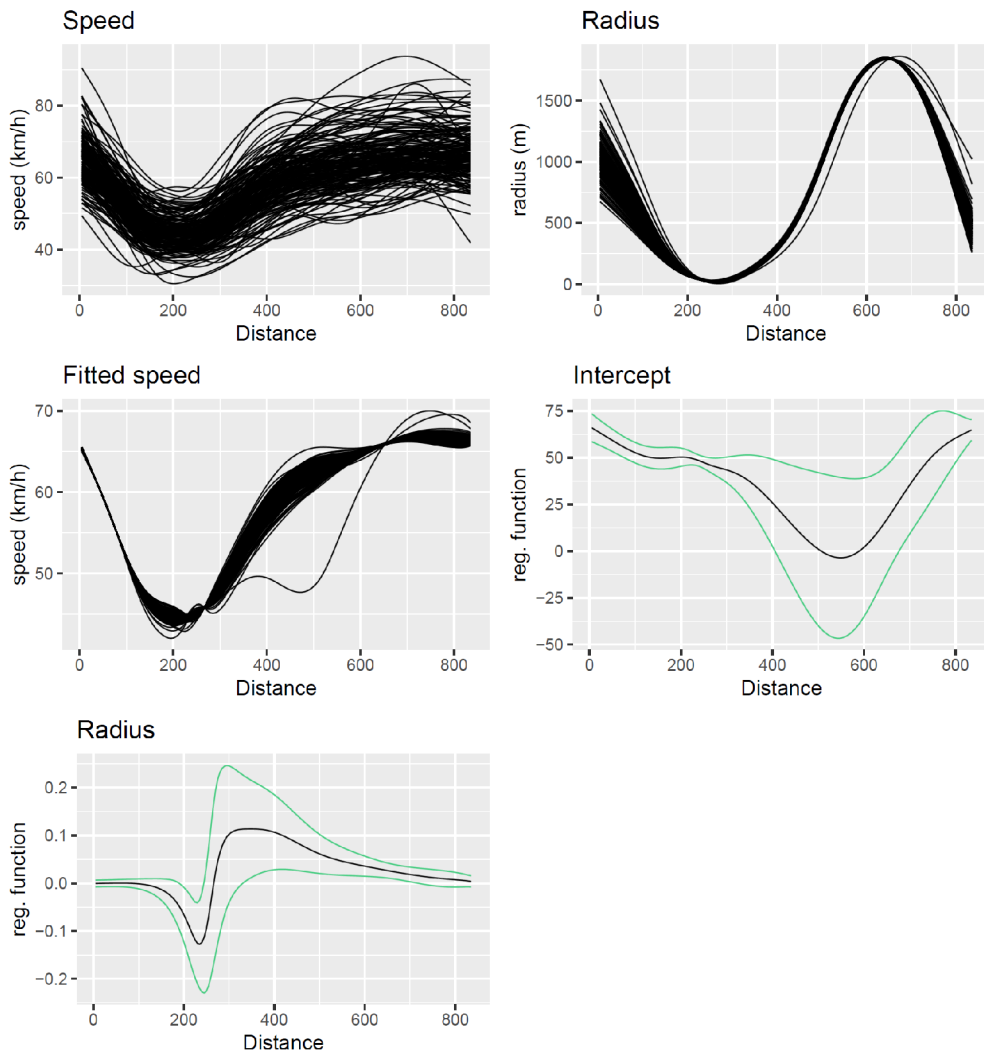 Speed
speed (km/h)
80
60
40
0 200 400 600 800
Distance
Radius
radius (m)
1500
1000
500
0
0 200 400 600 800
Distance
Fitted speed
speed (km/h)
70
60
50
0 200 400 600 800
Distance
Intercept
reg. function
75
50
25
0
−25
−50
0 200 400 600 800
Distance
Radius
reg. function
0.2
0.1
0.0
−0.1
−0.2
0 200 400 600 800
Distance